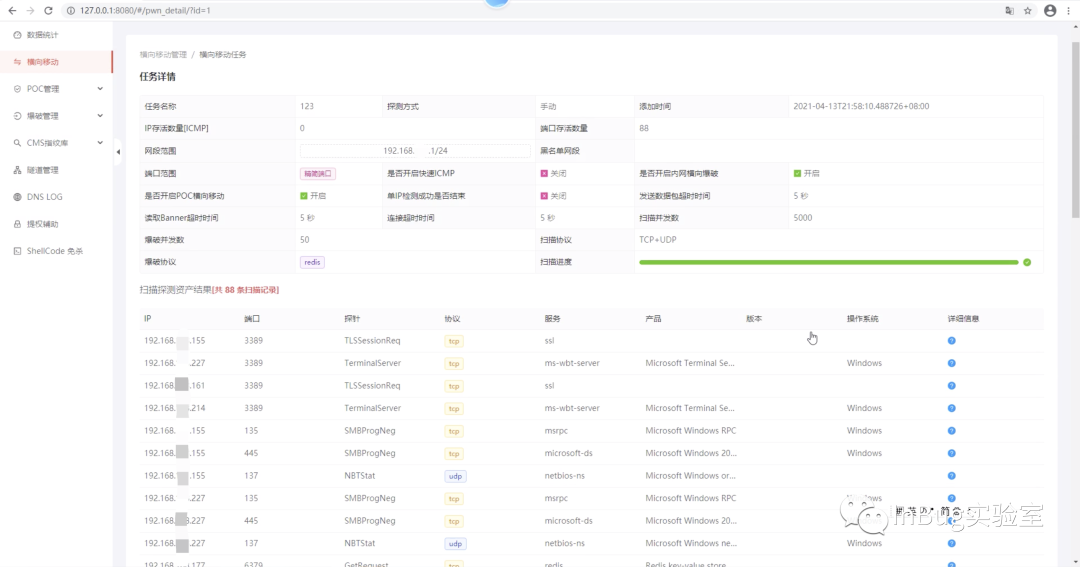 127.0.0.1:8080/#/pwn_detail/?id=1
数据统计
横向移动
POC管理
爆破管理
CMS指纹库
隧道管理
DNS LOG
提权辅助
ShellCode 免杀
横向移动管理 / 横向移动任务
任务详情
任务名称 123 探测方式 手动 添加时间 2021-04-13T21:58:10.488726+08:00
IP存活数量[ICMP] 0 端口存活数量 88
网段范围 192.168. .1/24 黑名单网段
端口范围 精简端口 是否开启快速ICMP 关闭 是否开启内网横向爆破 开启
是否开启POC横向移动 开启 单IP检测成功是否结束 关闭 发送数据包超时时间 5 秒
读取Banner超时时间 5 秒 连接超时时间 5 秒 扫描并发数 5000
爆破并发数 50 扫描协议 TCP+UDP
爆破协议 redis 扫描进度
扫描探测资产结果[共 88 条扫描记录]
IP 端口 探针 协议 服务 产品 版本 操作系统 详细信息
192.168. .155 3389 TLSSessionReq tcp ssl
192.168. .227 3389 TerminalServer tcp ms-wbt-server Microsoft Terminal Se... Windows
192.168. .161 3389 TLSSessionReq tcp ssl
192.168. .214 3389 TerminalServer tcp ms-wbt-server Microsoft Terminal Se... Windows
192.168. .155 135 SMBProgNeg tcp msrpc Microsoft Windows RPC Windows
192.168. .155 445 SMBProgNeg tcp microsoft-ds Microsoft Windows 20... Windows
192.168. .155 137 NBTStat udp netbios-ns Microsoft Windows or... Windows
192.168. .227 135 SMBProgNeg tcp msrpc Microsoft Windows RPC Windows
192.168. .227 445 SMBProgNeg tcp microsoft-ds Microsoft Windows 20...
192.168. .227 137 NBTStat udp netbios-ns Microsoft Windows ne... Windows
192.168. .177 6379 GetRequest tcp redis Redis key-value store
InBug实验室